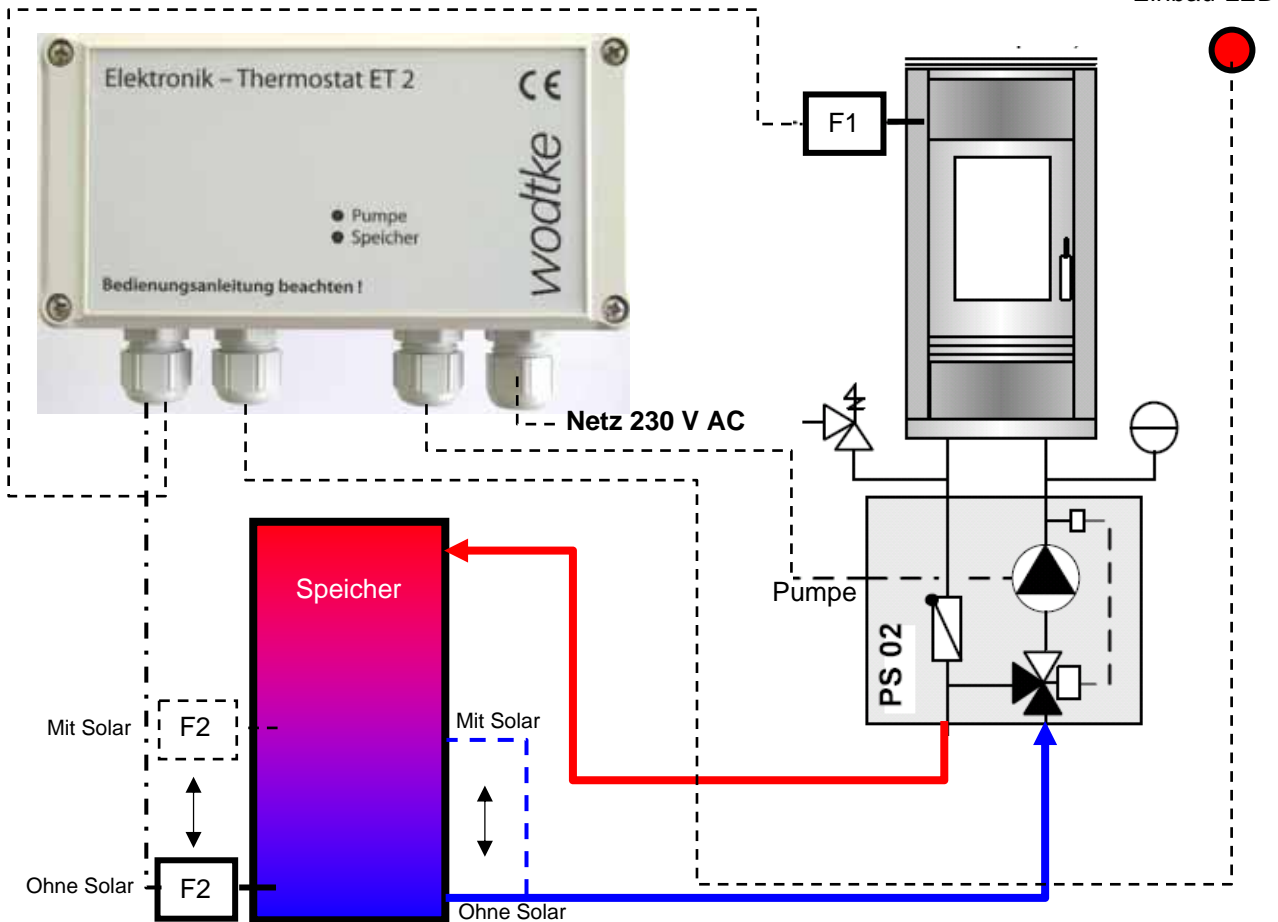 Elektronik – Thermostat ET 2
CE
wodtke
Pumpe
Speicher
Bedienungsanleitung beachten !
F1
Netz 230 V AC
Speicher
Pumpe
PS 02
Mit Solar
F2
Mit Solar
Ohne Solar
F2
Ohne Solar